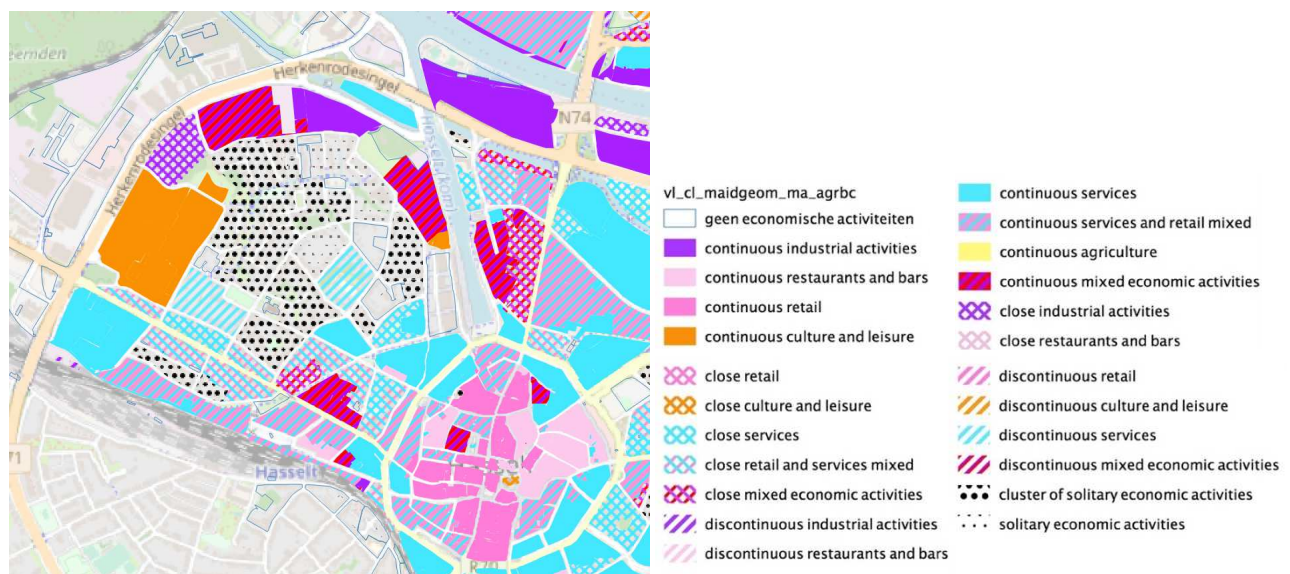 eernden
Herkenrodesingel
Herkenrodesingel
Herkenrodesingel
N74
71
Hasselt
R70
vl_cl_maidgeom_ma_agrbc
geen economische activiteiten
continuous industrial activities
continuous restaurants and bars
continuous retail
continuous culture and leisure
close retail
close culture and leisure
close services
close retail and services mixed
close mixed economic activities
discontinuous industrial activities
discontinuous restaurants and bars
continuous services
continuous services and retail mixed
continuous agriculture
continuous mixed economic activities
close industrial activities
close restaurants and bars
discontinuous retail
discontinuous culture and leisure
discontinuous services
discontinuous mixed economic activities
cluster of solitary economic activities
solitary economic activities